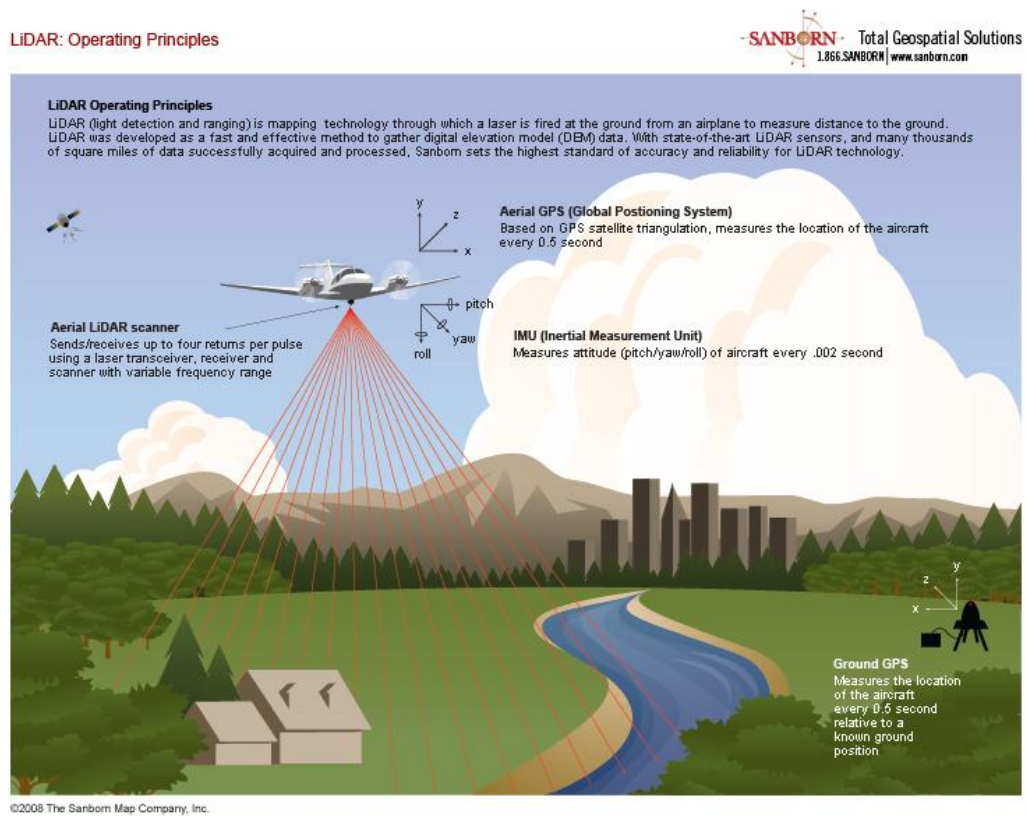 LiDAR: Operating Principles
SANBORN Total Geospatial Solutions
1.866.SANBORN | www.sanborn.com
LiDAR Operating Principles
LiDAR (light detection and ranging) is mapping technology through which a laser is fired at the ground from an airplane to measure distance to the ground.
LiDAR was developed as a fast and effective method to gather digital elevation model (DEM) data. With state-of-the-art LiDAR sensors, and many thousands
of square miles of data successfully acquired and processed, Sanborn sets the highest standard of accuracy and reliability for LiDAR technology.
y
z
x
Aerial GPS (Global Postioning System)
Based on GPS satellite triangulation, measures the location of the aircraft
every 0.5 second
pitch
yaw
roll
Aerial LiDAR scanner
Sends/receives up to four returns per pulse
using a laser transceiver, receiver and
scanner with variable frequency range
IMU (Inertial Measurement Unit)
Measures attitude (pitch/yaw/roll) of aircraft every .002 second
y
z
x
Ground GPS
Measures the location
of the aircraft
every 0.5 second
relative to a
known ground
position
©2008 The Sanborn Map Company, Inc.